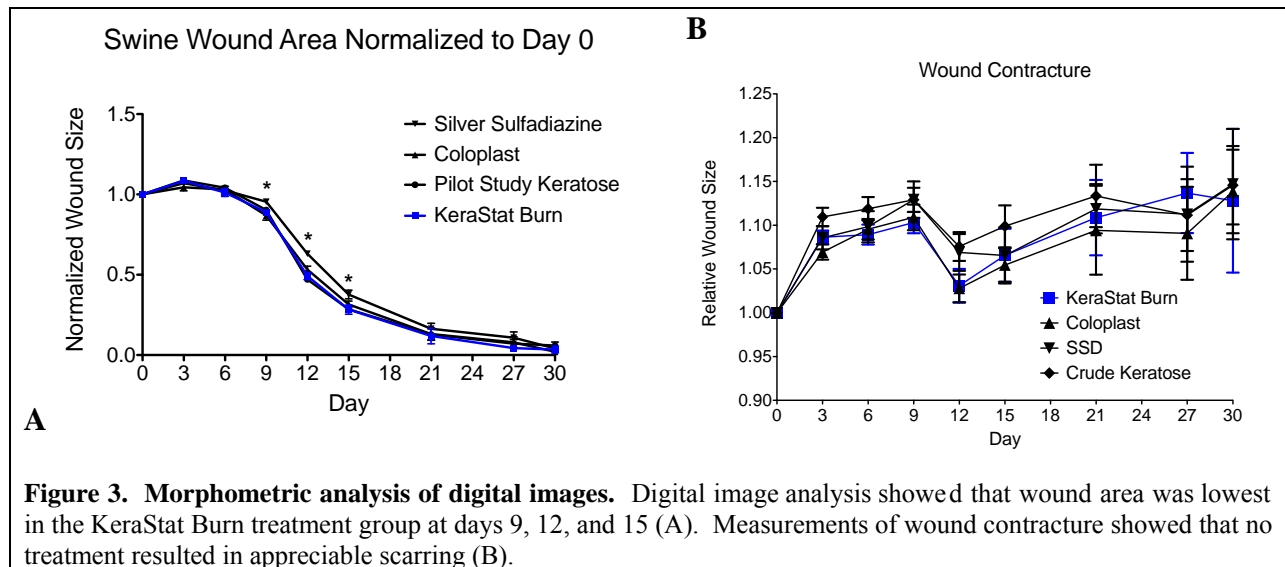 Swine Wound Area Normalized to Day 0
Normalized Wound Size
1.5
1.0
0.5
0.0
* * *
Silver Sulfadiazine
Coloplast
Pilot Study Keratose
KeraStat Burn
0 3 6 9 12 15 21 27 30
Day
A
B
Wound Contracture
Relative Wound Size
1.25
1.20
1.15
1.10
1.05
1.00
0.95
0.90
KeraStat Burn
Coloplast
SSD
Crude Keratose
0 3 6 9 12 15 18 21 24 27 30
Day
Figure 3. Morphometric analysis of digital images. Digital image analysis showed that wound area was lowest
in the KeraStat Burn treatment group at days 9, 12, and 15 (A). Measurements of wound contracture showed that no
treatment resulted in appreciable scarring (B).